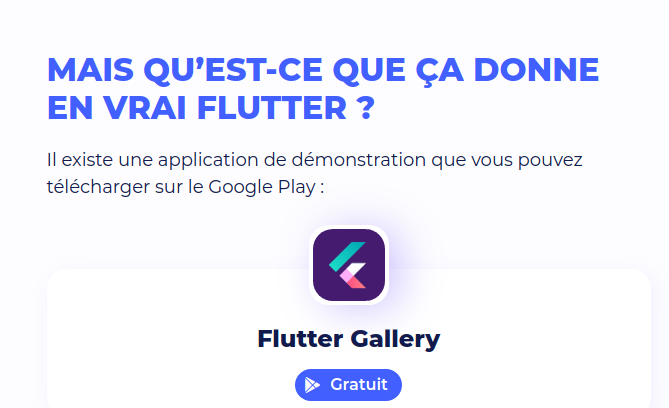 MAIS QU’EST-CE QUE ÇA DONNE
EN VRAI FLUTTER ?
Il existe une application de démonstration que vous pouvez
télécharger sur le Google Play :
Flutter Gallery
Gratuit